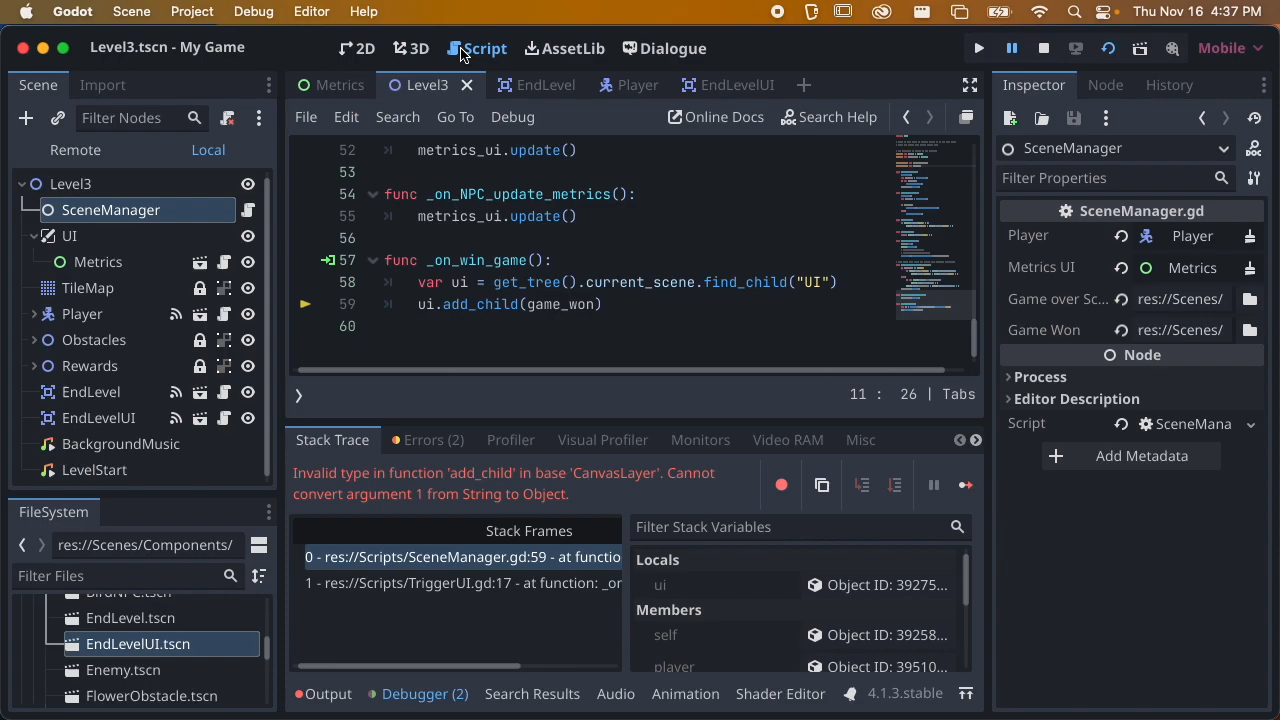 Godot Scene Project Debug Editor Help Thu Nov 16 4:37 PM
Level3.tscn - My Game 2D 3D Script AssetLib Dialogue Mobile
Scene Import
Filter Nodes
Remote Local
Level3
SceneManager
UI
Metrics
TileMap
Player
Obstacles
Rewards
EndLevel
EndLevelUI
BackgroundMusic
LevelStart
FileSystem
res://Scenes/Components/
Filter Files
EndLevel.tscn
EndLevelUI.tscn
Enemy.tscn
FlowerObstacle.tscn
Metrics Level3 EndLevel Player EndLevelUI
File Edit Search Go To Debug Online Docs Search Help
52 metrics_ui.update()
53
54 func _on_NPC_update_metrics():
55 metrics_ui.update()
56
57 func _on_win_game():
58 var ui = get_tree().current_scene.find_child("UI")
59 ui.add_child(game_won)
60
11 : 26 | Tabs
Stack Trace Errors (2) Profiler Visual Profiler Monitors Video RAM Misc
Invalid type in function 'add_child' in base 'CanvasLayer'. Cannot
convert argument 1 from String to Object.
Stack Frames
0 - res://Scripts/SceneManager.gd:59 - at functio
1 - res://Scripts/TriggerUI.gd:17 - at function: _or
Filter Stack Variables
Locals
ui Object ID: 39275...
Members
self Object ID: 39258...
player Object ID: 39510...
Output Debugger (2) Search Results Audio Animation Shader Editor 4.1.3.stable
Inspector Node History
SceneManager
Filter Properties
SceneManager.gd
Player Player
Metrics UI Metrics
Game over Sc... res://Scenes/
Game Won res://Scenes/
Node
Process
Editor Description
Script SceneMana
Add Metadata